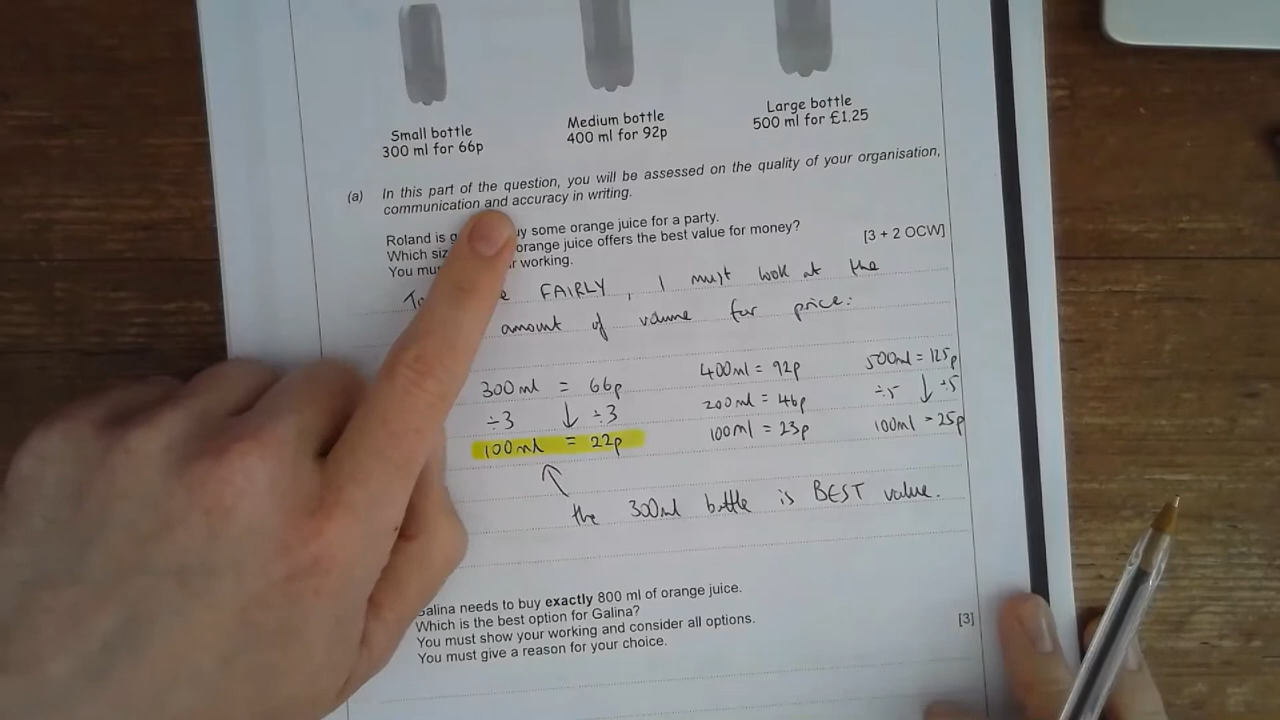 Small bottle
300 ml for 66p
Medium bottle
400 ml for 92p
Large bottle
500 ml for £1.25
(a) In this part of the question, you will be assessed on the quality of your organisation,
communication and accuracy in writing.
Roland is some orange juice for a party.
Which orange juice offers the best value for money?
You working.
[3 + 2 OCW]
FAIRLY, I must look at the
amount of volume for price:
300ml = 66p
÷3 ↓ ÷3
100ml = 22p
400ml = 92p
200ml = 46p
100ml = 23p
500ml = 125p
÷5 ↓ ÷5
100ml = 25p
the 300ml bottle is BEST value.
Galina needs to buy exactly 800 ml of orange juice.
Which is the best option for Galina?
You must show your working and consider all options.
You must give a reason for your choice.
[3]